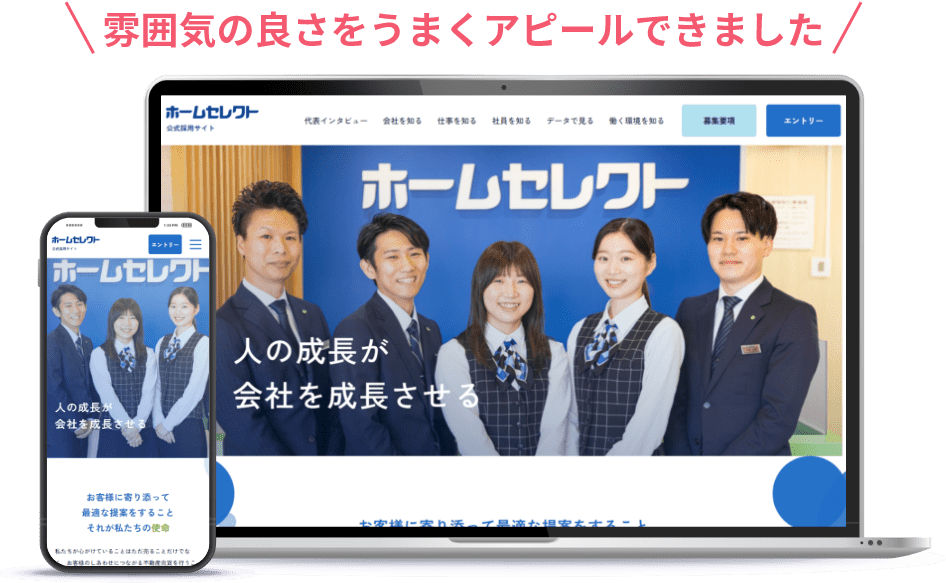 雰囲気の良さをうまくアピールできました
ホームセレクト
公式採用サイト
代表インタビュー 会社を知る 仕事を知る 社員を知る データで見る 働く環境を知る 募集要項 エントリー
ホームセレクト
人の成長が
会社を成長させる
お客様に寄り添って最適な提案をすること
ホームセレクト
公式採用サイト
エントリー
ホームセレクト
人の成長が
会社を成長させる
お客様に寄り添って
最適な提案をすること
それが私たちの使命
私たちが心がけていることはただ売ることだけでな
お客様のしあわせにつながる不動産売買を行うこ